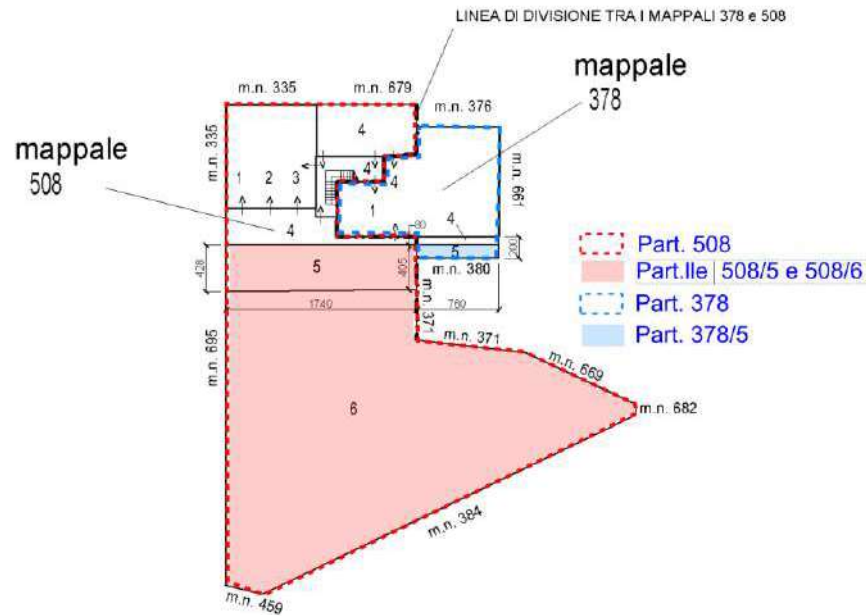 LINEA DI DIVISIONE TRA I MAPPALI 378 e 508
mappale
378
m.n. 335
m.n. 679
m.n. 376
m.n. 335
4
mappale
508
1
2
3
4
4
1
m.n. 661
4
80
4
5
200
m.n. 380
428
5
405
1740
760
m.n. 371
m.n. 371
m.n. 669
m.n. 682
m.n. 695
6
m.n. 384
m.n. 459
Part. 508
Part.lle | 508/5 e 508/6
Part. 378
Part. 378/5